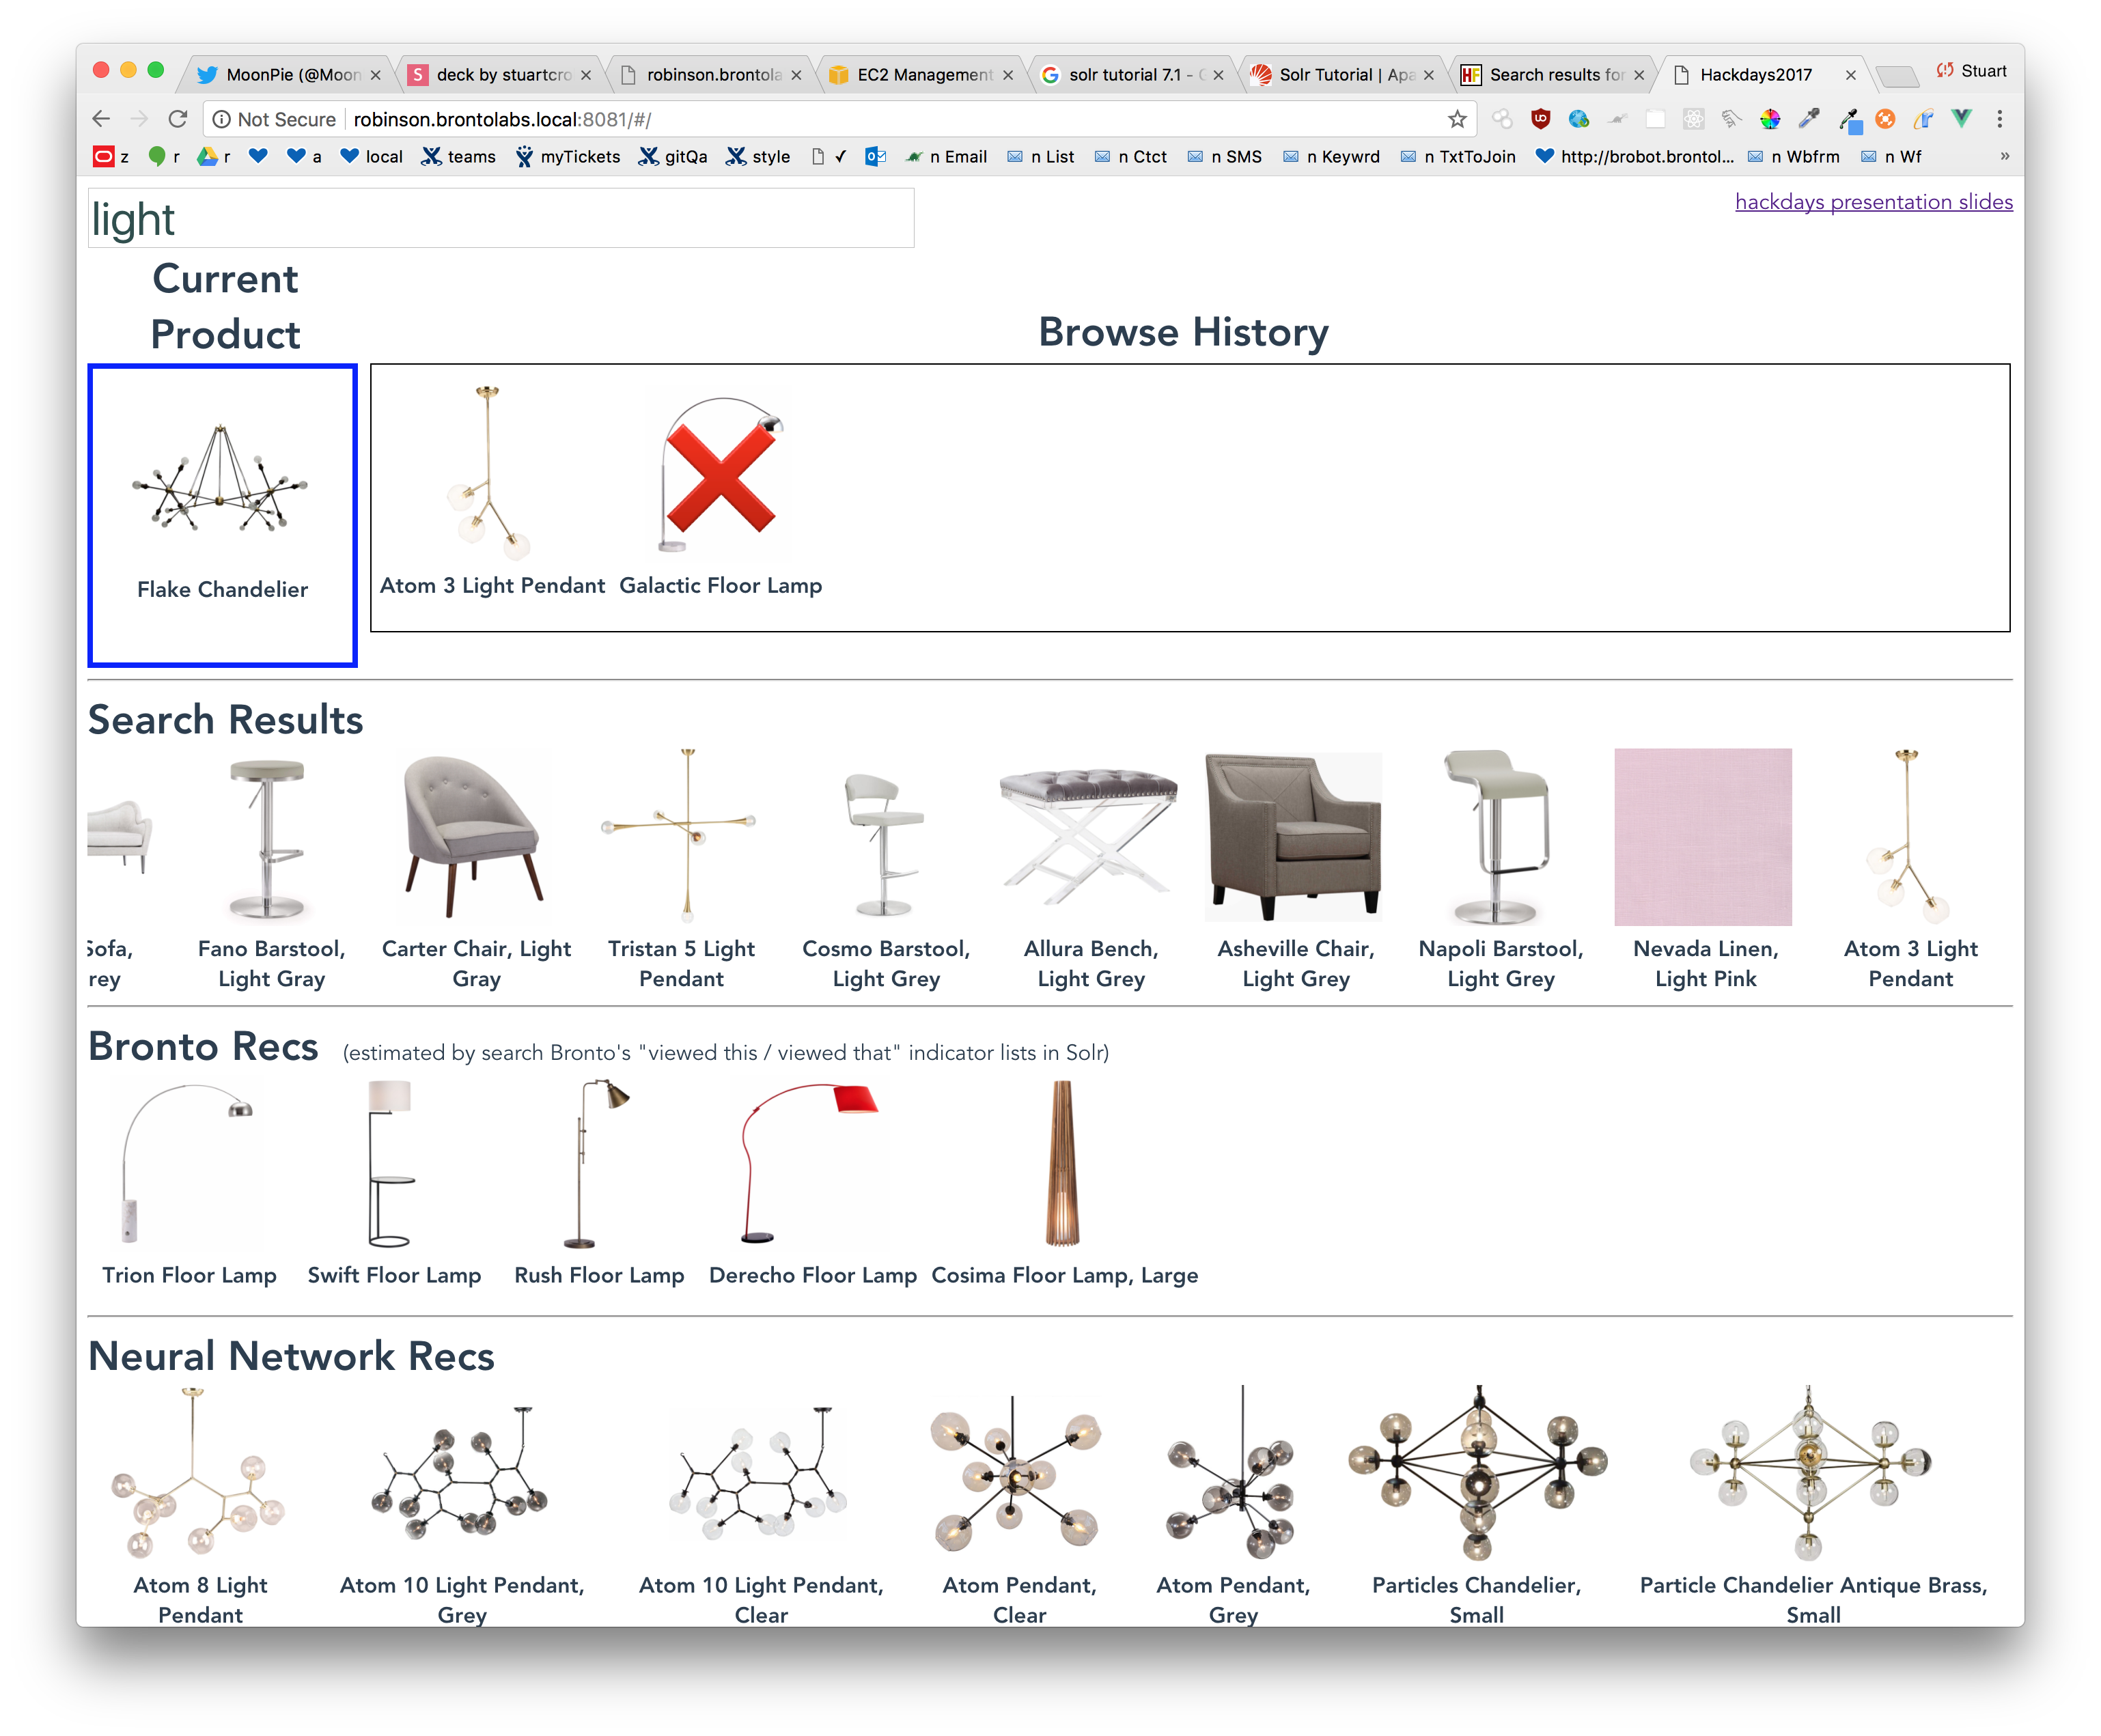 MoonPie (@Moon
deck by stuartcro
robinson.brontola
EC2 Management
solr tutorial 7.1 - G
Solr Tutorial | Apa
Search results for
Hackdays2017
Stuart
Not Secure robinson.brontolabs.local:8081/#/
z r r a local teams myTickets gitQa style ✓ n Email n List n Ctct n SMS n Keywrd n TxtToJoin http://brobot.brontol... n Wbfrm n Wf »
light
hackdays presentation slides
Current
Product
Browse History
Flake Chandelier
Atom 3 Light Pendant
Galactic Floor Lamp
Search Results
Sofa,
rey
Fano Barstool,
Light Gray
Carter Chair, Light
Gray
Tristan 5 Light
Pendant
Cosmo Barstool,
Light Grey
Allura Bench,
Light Grey
Asheville Chair,
Light Grey
Napoli Barstool,
Light Grey
Nevada Linen,
Light Pink
Atom 3 Light
Pendant
Bronto Recs (estimated by search Bronto's "viewed this / viewed that" indicator lists in Solr)
Trion Floor Lamp
Swift Floor Lamp
Rush Floor Lamp
Derecho Floor Lamp
Cosima Floor Lamp, Large
Neural Network Recs
Atom 8 Light
Pendant
Atom 10 Light Pendant,
Grey
Atom 10 Light Pendant,
Clear
Atom Pendant,
Clear
Atom Pendant,
Grey
Particles Chandelier,
Small
Particle Chandelier Antique Brass,
Small